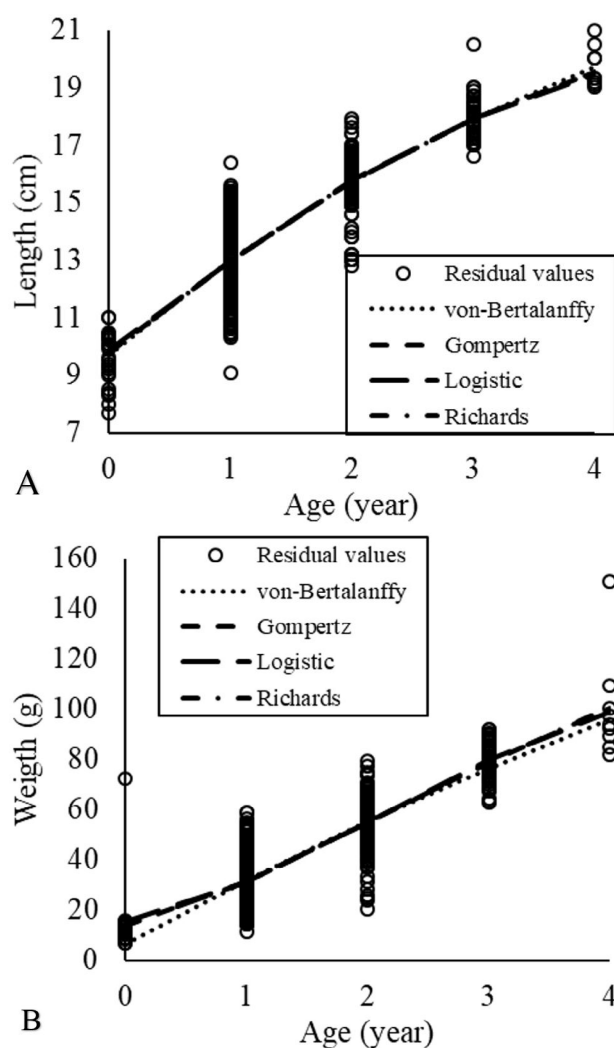 21
19
17
15
13
11
9
7
Length (cm)
Residual values
von-Bertalanffy
Gompertz
Logistic
Richards
0 1 2 3 4
A
Age (year)
160
140
120
100
80
60
40
20
0
Weigth (g)
Residual values
von-Bertalanffy
Gompertz
Logistic
Richards
0 1 2 3 4
B
Age (year)